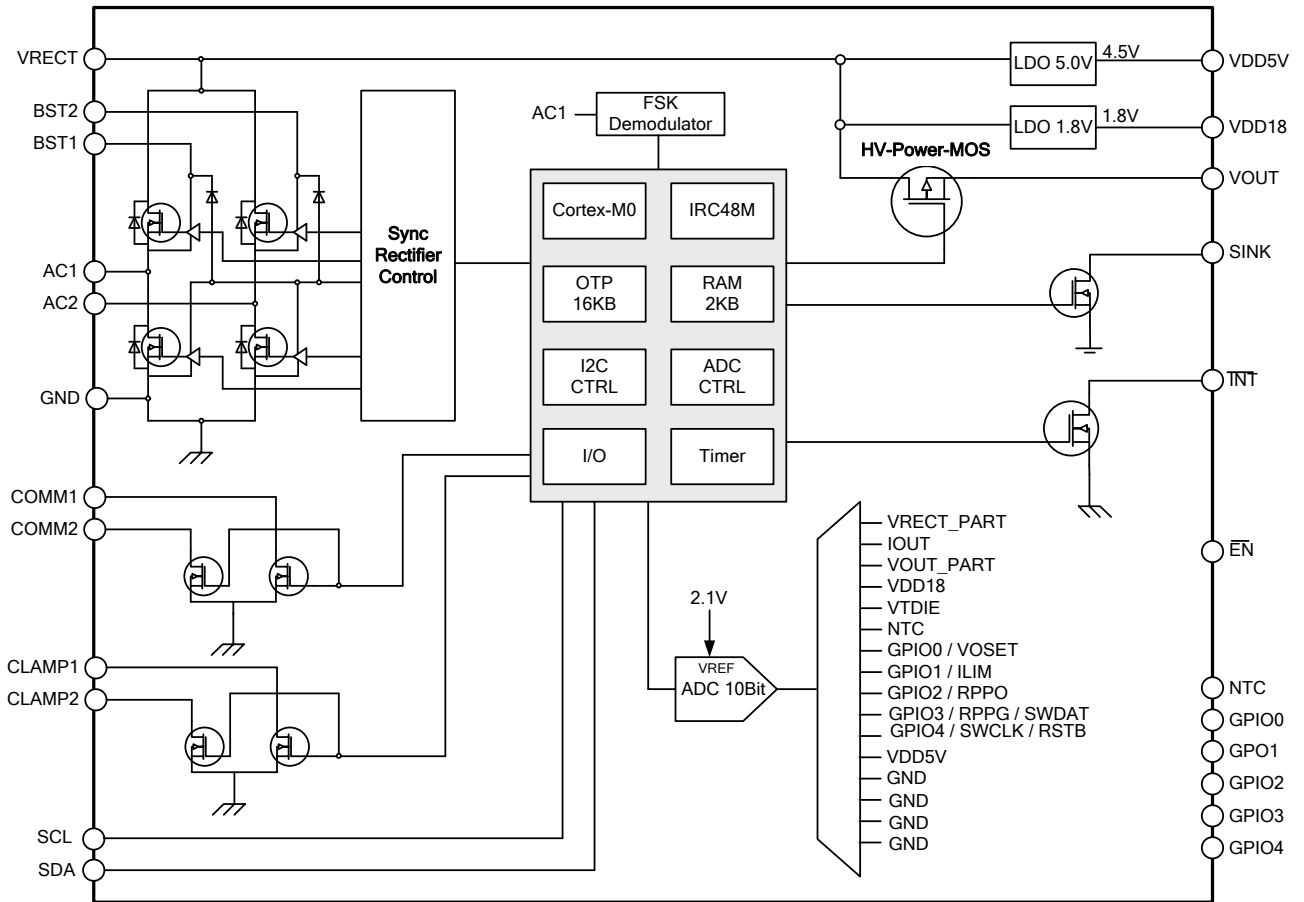 VRECT
BST2
BST1
AC1
AC2
GND
COMM1
COMM2
CLAMP1
CLAMP2
SCL
SDA
Sync
Rectifier
Control
AC1
FSK
Demodulator
Cortex-M0
IRC48M
OTP
16KB
RAM
2KB
I2C
CTRL
ADC
CTRL
I/O
Timer
HV-Power-MOS
LDO 5.0V
4.5V
LDO 1.8V
1.8V
2.1V
VREF
ADC 10Bit
VRECT_PART
IOUT
VOUT_PART
VDD18
VTDIE
NTC
GPIO0 / VOSET
GPIO1 / ILIM
GPIO2 / RPPO
GPIO3 / RPPG / SWDAT
GPIO4 / SWCLK / RSTB
VDD5V
GND
GND
GND
GND
VDD5V
VDD18
VOUT
SINK
INT
EN
NTC
GPIO0
GPO1
GPIO2
GPIO3
GPIO4